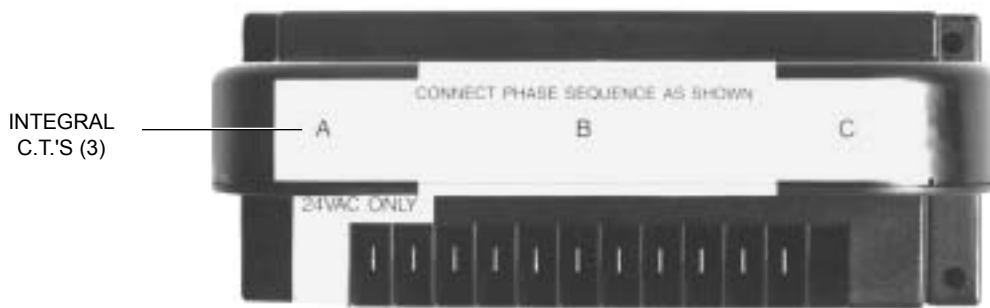 CONNECT PHASE SEQUENCE AS SHOWN
INTEGRAL
C.T.'S (3)
A B C
24VAC ONLY